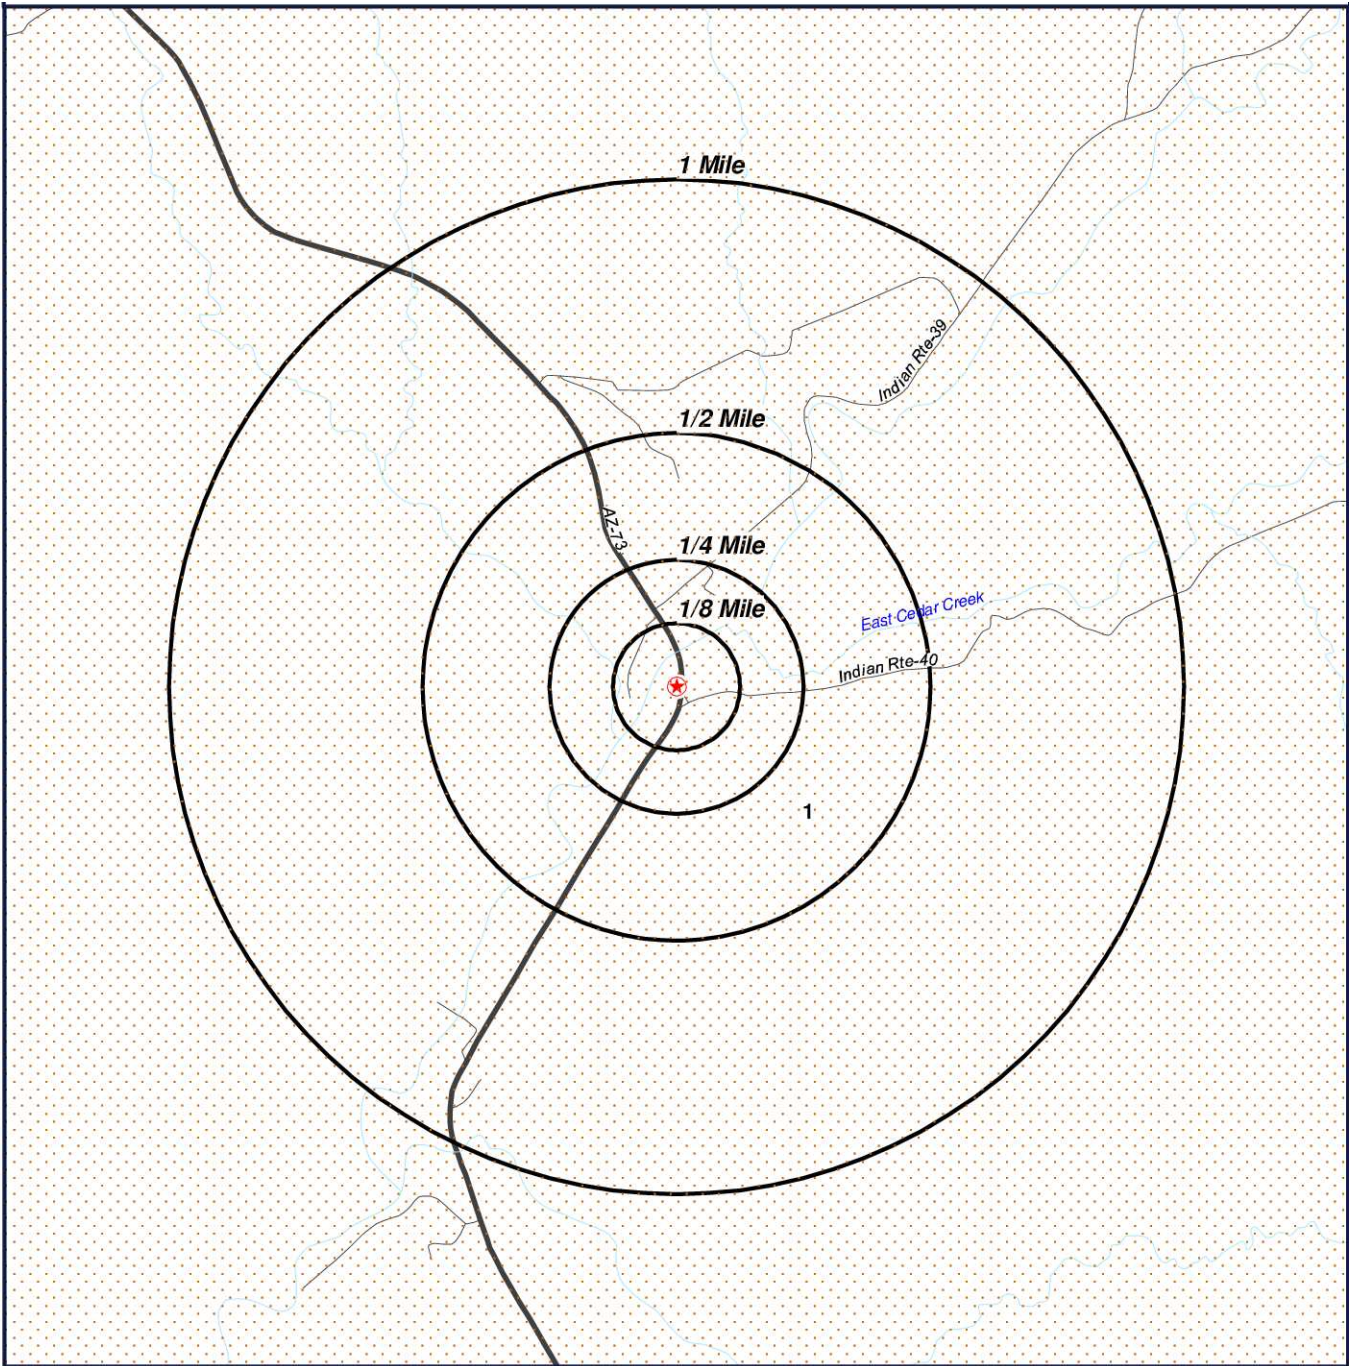 1 Mile
Indian Rte-39
1/2 Mile
AZ-73
1/4 Mile
1/8 Mile
East Cedar Creek
Indian Rte-40
1